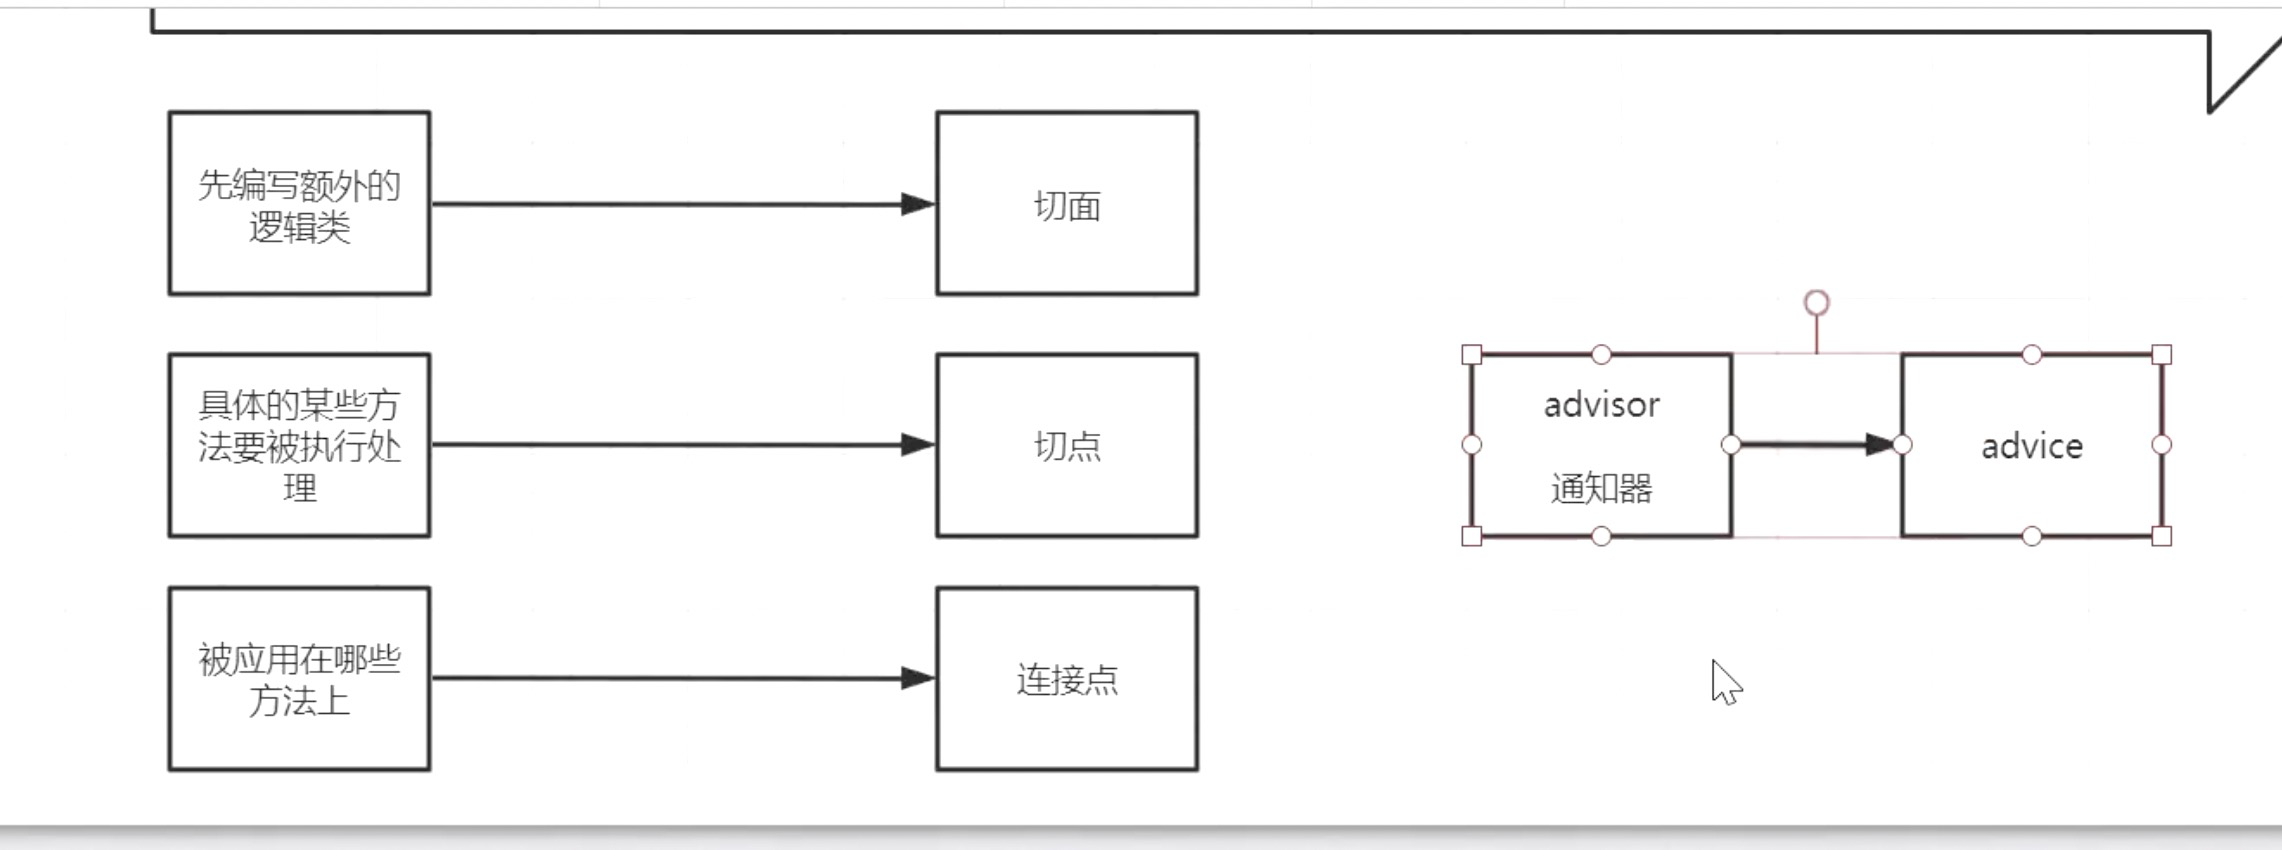 先编写额外的
逻辑类
切面
具体的某些方
法要被执行处
理
切点
advisor
通知器
advice
被应用在哪些
方法上
连接点